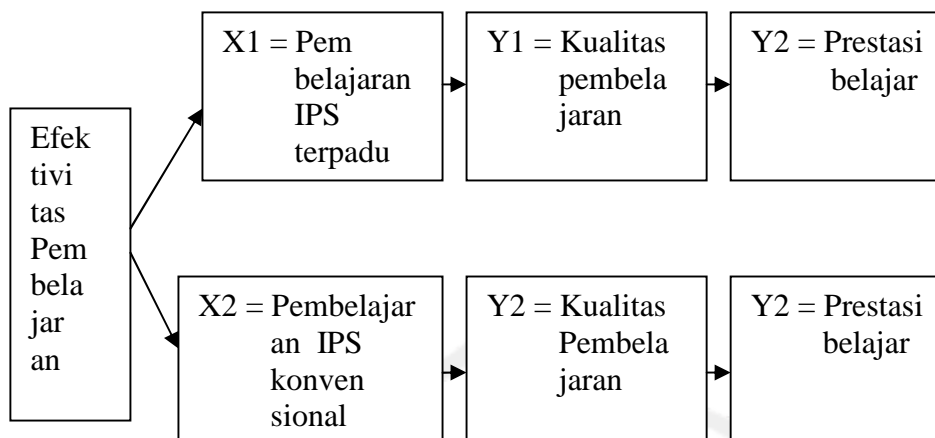 Efek
tivi
tas
Pem
bela
jar
an
X1 = Pem
belajaran
IPS
terpadu
Y1 = Kualitas
pembela
jaran
Y2 = Prestasi
belajar
X2 = Pembelajar
an IPS
konven
sional
Y2 = Kualitas
Pembela
jaran
Y2 = Prestasi
belajar